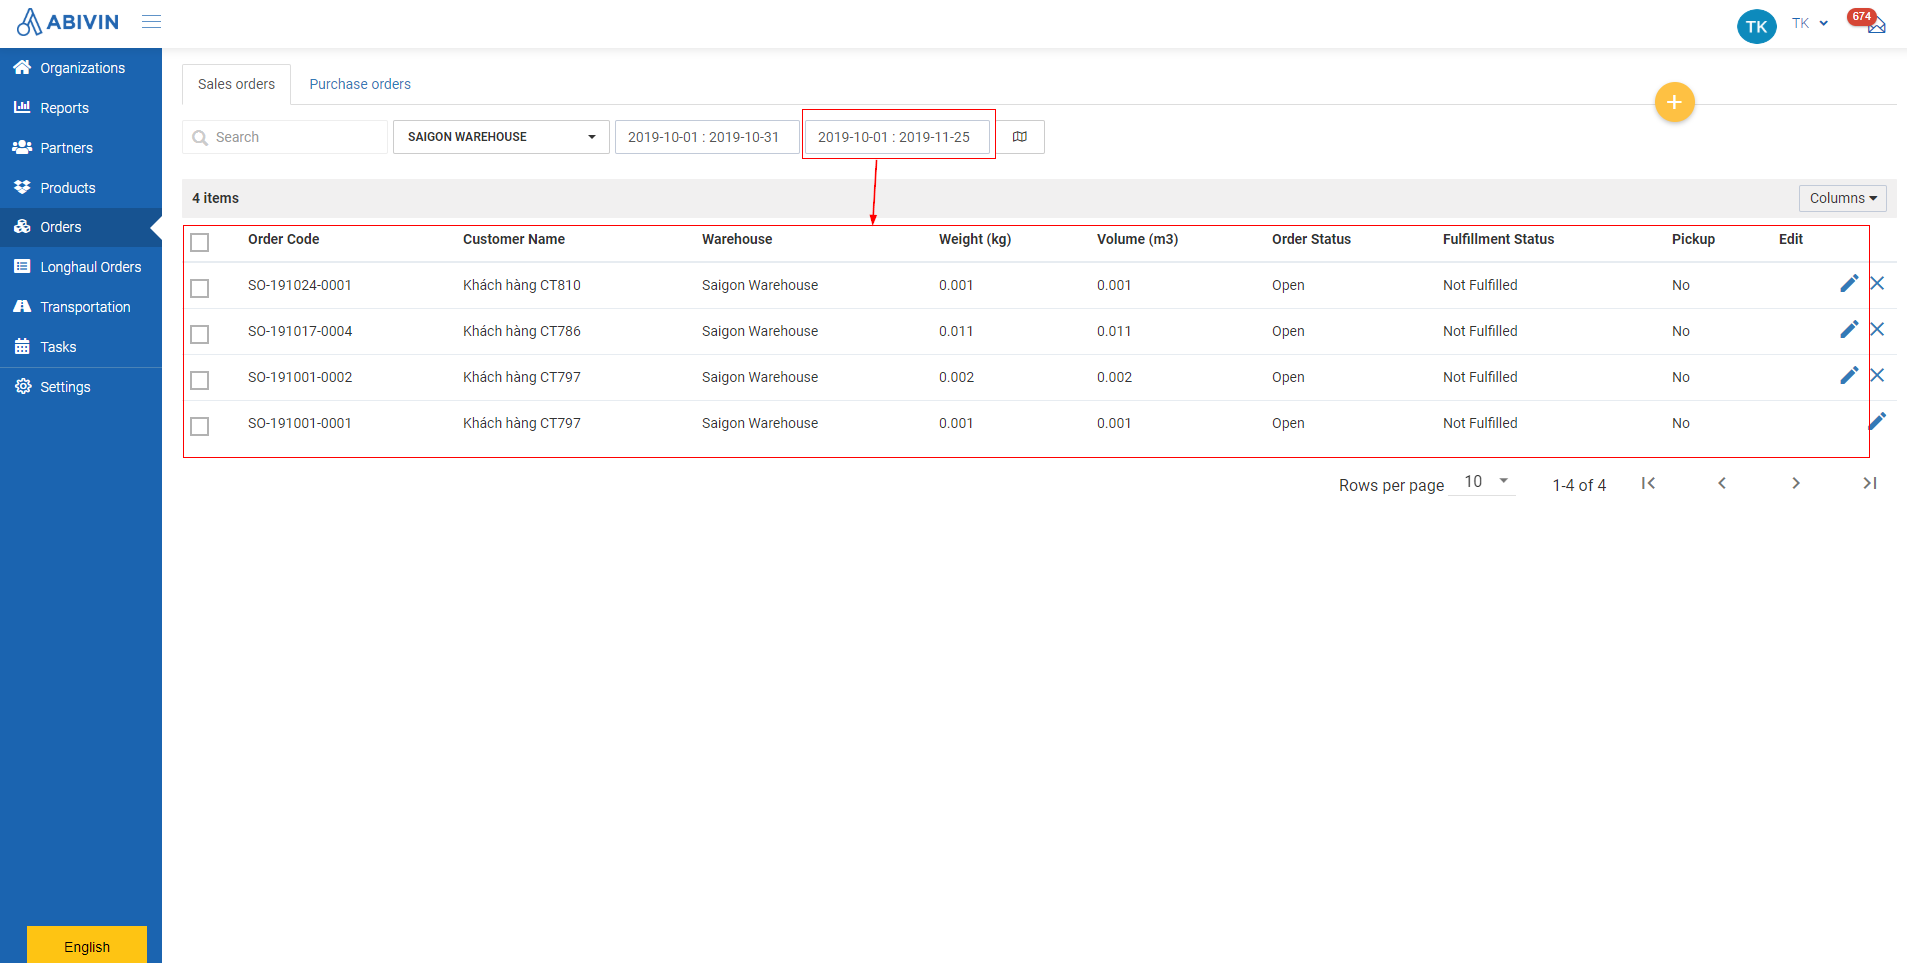 ABIVIN
TK TK 674
Organizations
Reports
Partners
Products
Orders
Longhaul Orders
Transportation
Tasks
Settings
English
Sales orders Purchase orders
+
Search SAIGON WAREHOUSE 2019-10-01 : 2019-10-31 2019-10-01 : 2019-11-25
4 items Columns
Order Code Customer Name Warehouse Weight (kg) Volume (m3) Order Status Fulfillment Status Pickup Edit
SO-191024-0001 Khách hàng CT810 Saigon Warehouse 0.001 0.001 Open Not Fulfilled No
SO-191017-0004 Khách hàng CT786 Saigon Warehouse 0.011 0.011 Open Not Fulfilled No
SO-191001-0002 Khách hàng CT797 Saigon Warehouse 0.002 0.002 Open Not Fulfilled No
SO-191001-0001 Khách hàng CT797 Saigon Warehouse 0.001 0.001 Open Not Fulfilled No
Rows per page 10 1-4 of 4